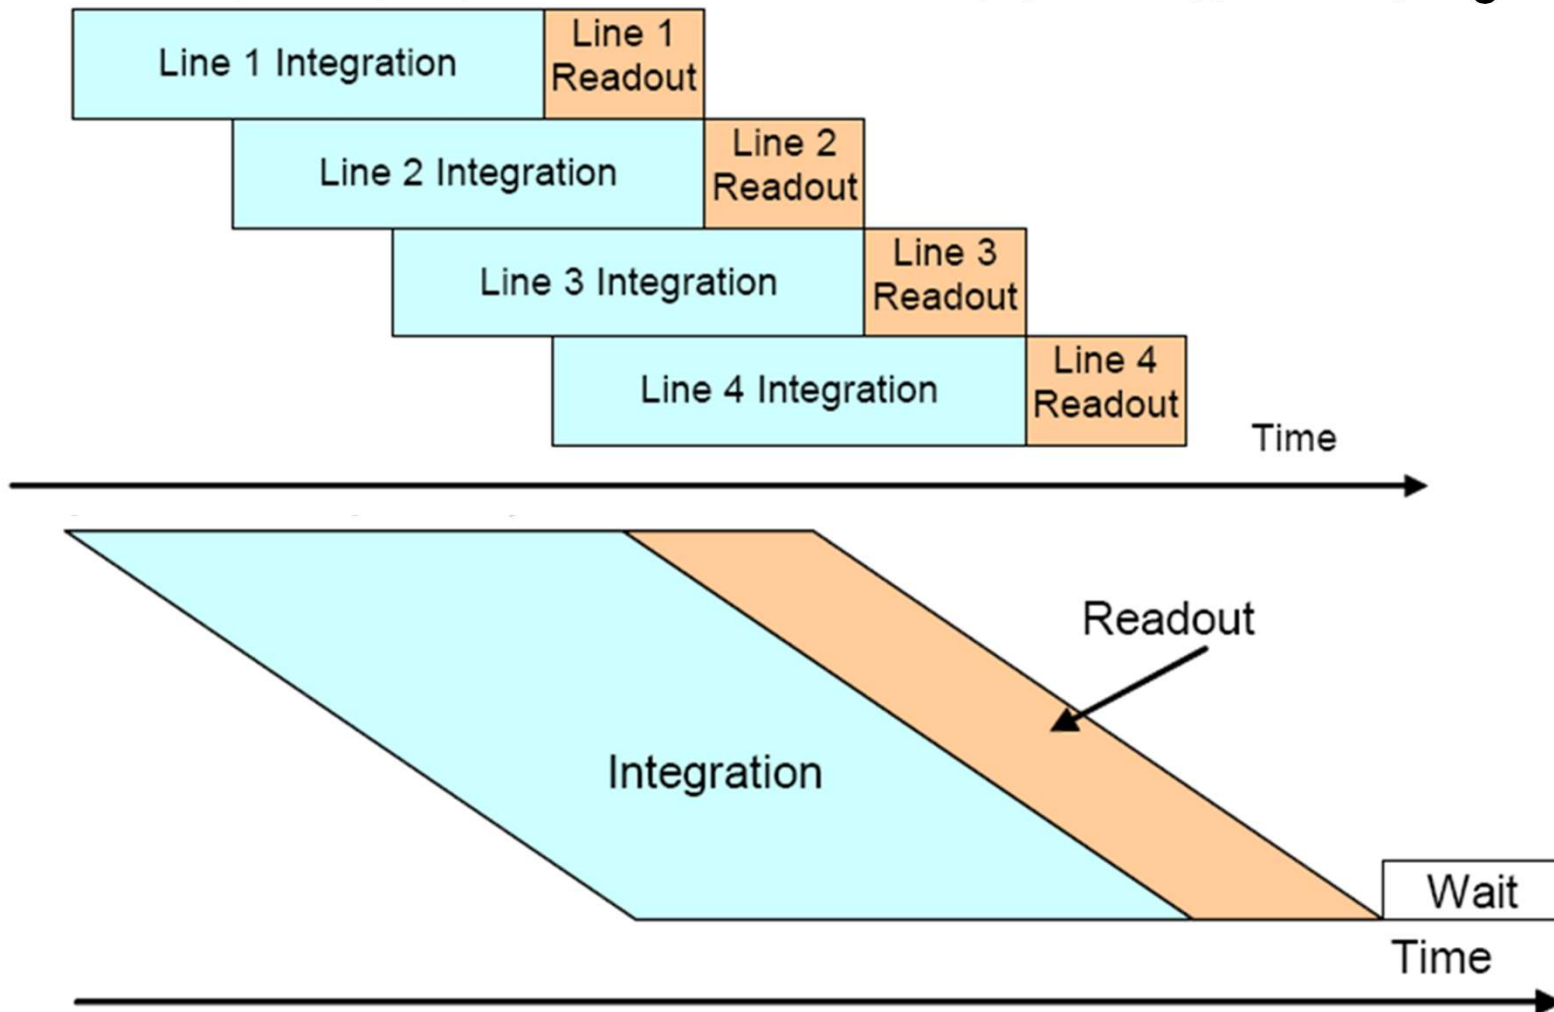 Line 1 Integration
Line 1
Readout
Line 2 Integration
Line 2
Readout
Line 3 Integration
Line 3
Readout
Line 4 Integration
Line 4
Readout
Time
Readout
Integration
Wait
Time